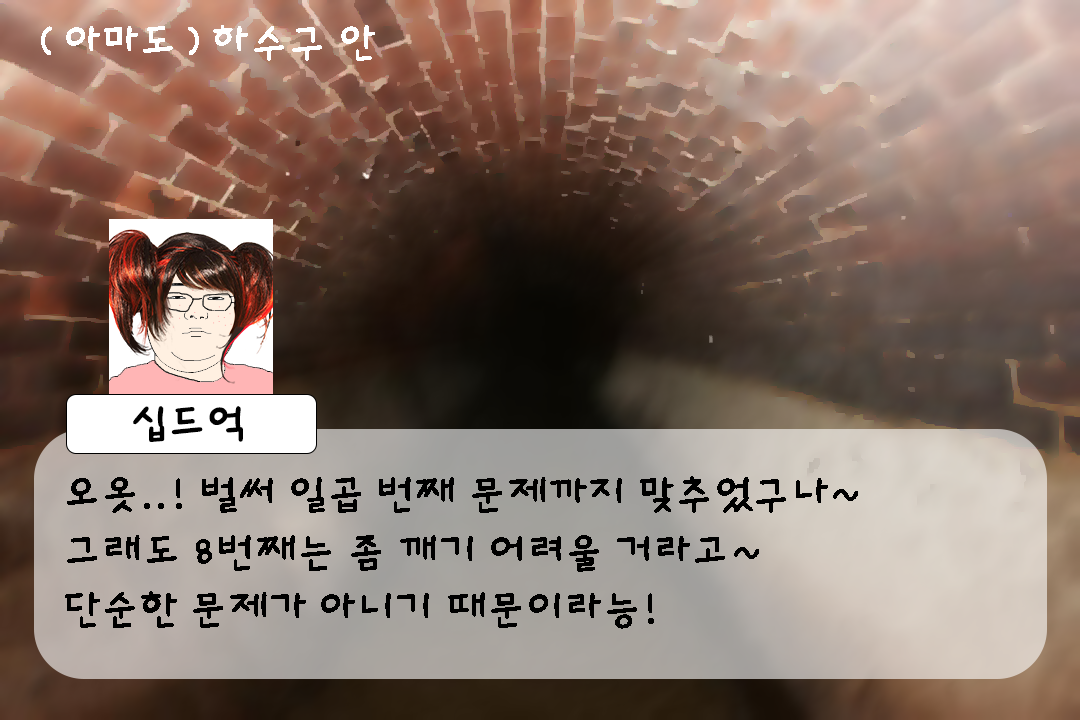 ( 아마도 ) 하수구 안
십드억
오옷..! 벌써 일곱 번째 문제까지 맞추었구나~
그래도 8번째는 좀 깨기 어려울 거라고~
단순한 문제가 아니기 때문이라능!